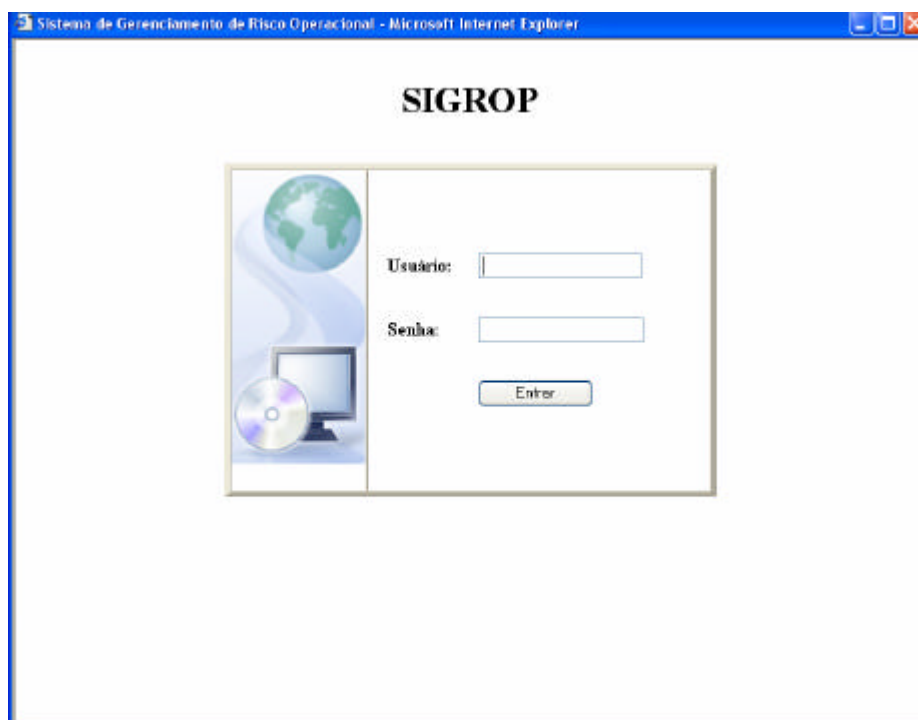 Sistema de Gerenciamento de Risco Operacional - Microsoft Internet Explorer
SIGROP
Usuário:
Senha:
Entrar